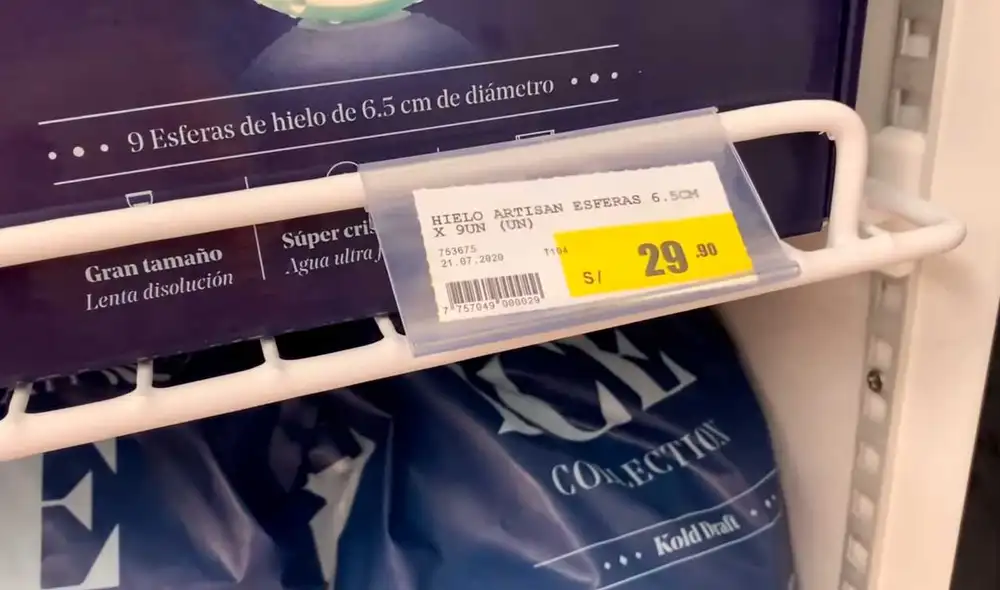 9 Esferas de hielo de 6.5 cm de diámetro
Gran tamaño
Lenta disolución
Súper cris
Agua ultra
HIELO ARTISAN ESFERAS 6.5CM
X 9UN (UN)
753675
21.07.2020
T104
S/ 29.90
7 757049 000029
E
ICE
COLLECTION
Kold Draft